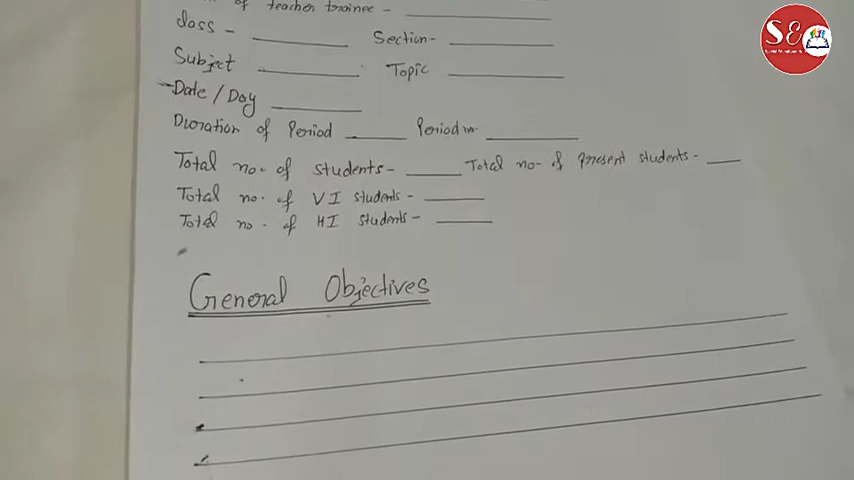 of teacher trainee -
Class -
Section-
Subject
Topic
Date / Day
Duration of Period
Period no.
Total no. of students-
Total no. of Present students-
Total no. of VI students-
Total no. of HI students-
General Objectives
SEO